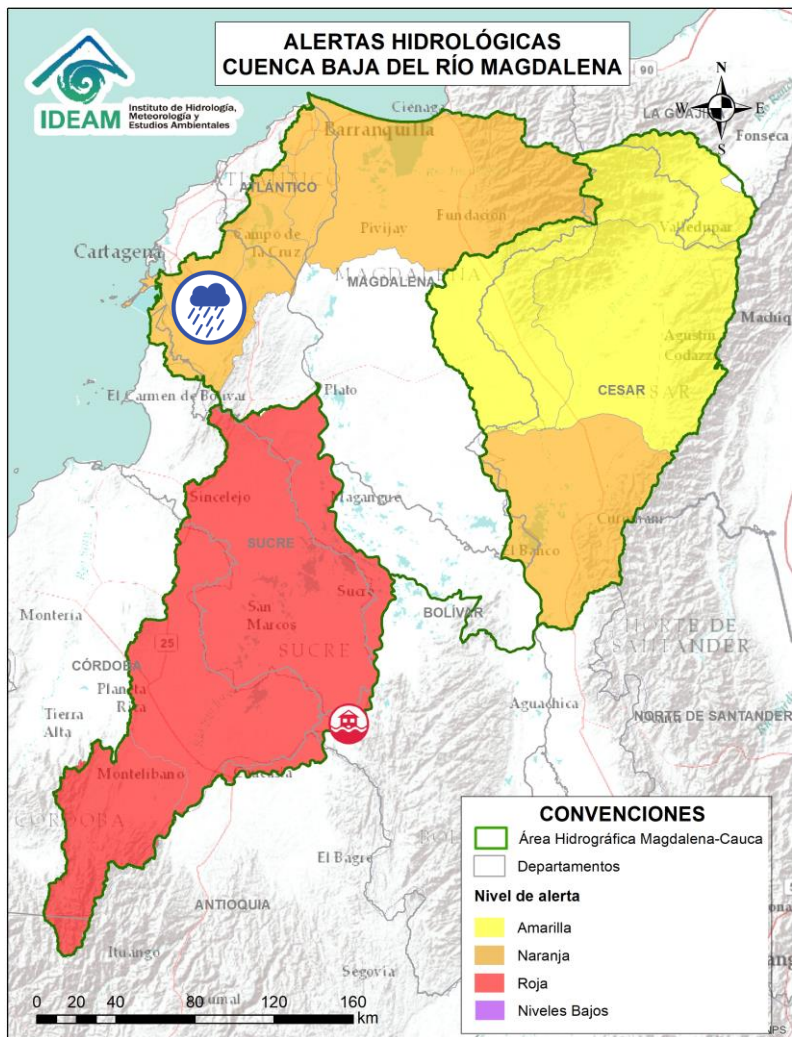 ALERTAS HIDROLÓGICAS
CUENCA BAJA DEL RÍO MAGDALENA
IDEAM
Instituto de Hidrología,
Meteorología y
Estudios Ambientales
N
W
E
S
90
Ciénaga
LA GUAJIRA
Fonseca
Barranquilla
ATLÁNTICO
Valledupar
Fundación
Pivijay
Campo de
la Cruz
Cartagena
MAGDALENA
MAGDALENA
Agustín
Codazzi
CESAR
Plato
El Carmen de Bolívar
Sincelejo
Magangue
SUCRE
El Banco
Sucre
San
Marcos
BOLÍVAR
Montería
SUCRE
NORTE DE
SANTANDER
25
CÓRDOBA
Planeta
Rica
Tierra
Alta
Aguachica
NORTE DE SANTANDER
Montelíbano
CÓRDOBA
El Bagre
ANTIOQUIA
Ituango
Segovia
CONVENCIONES
Área Hidrográfica Magdalena-Cauca
Departamentos
Nivel de alerta
Amarilla
Naranja
Roja
Niveles Bajos
0 20 40 80 120 160
km